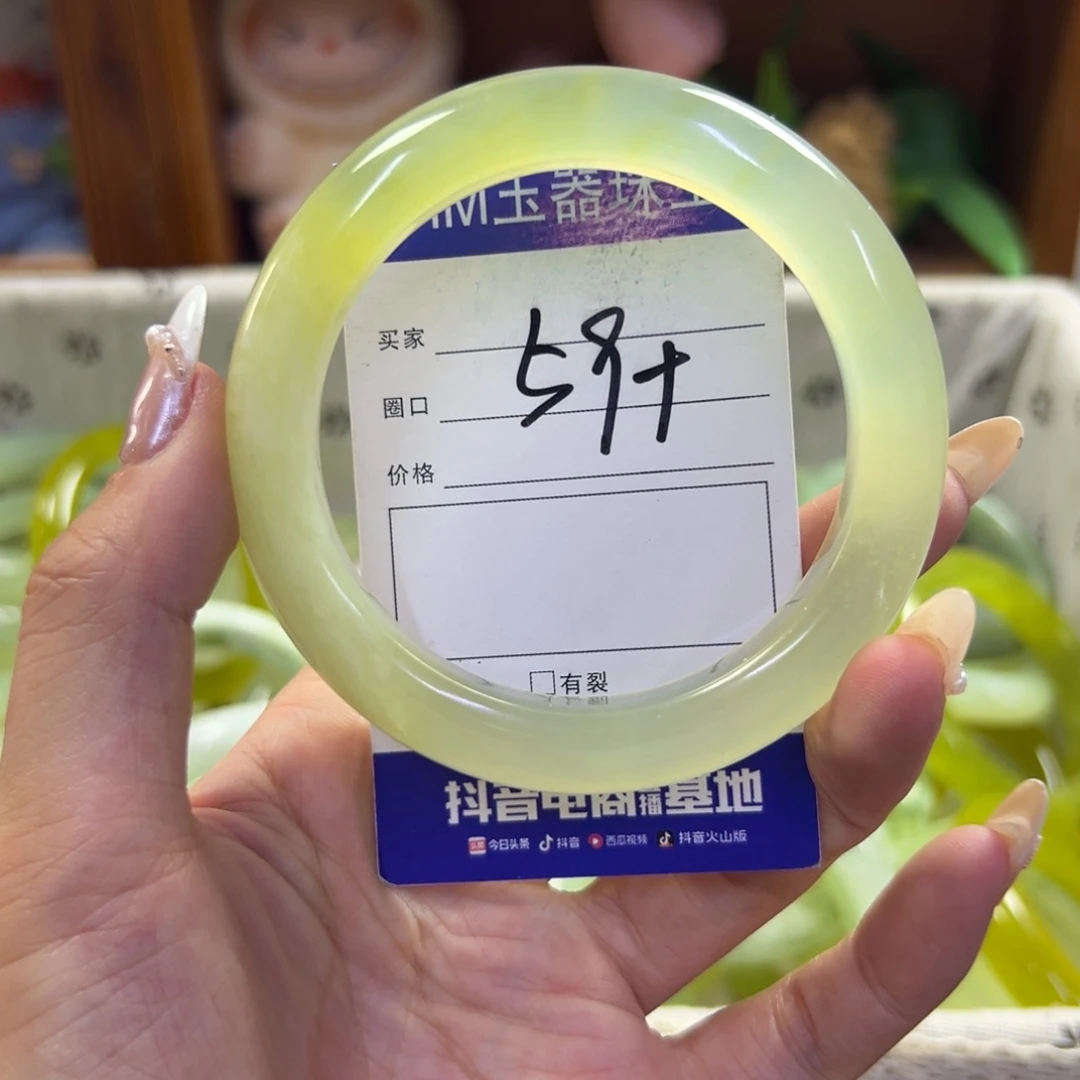 玉器珠
买家
圈口 59+
价格
有裂
抖音电商直播基地
今日头条 抖音 西瓜视频 抖音火山版